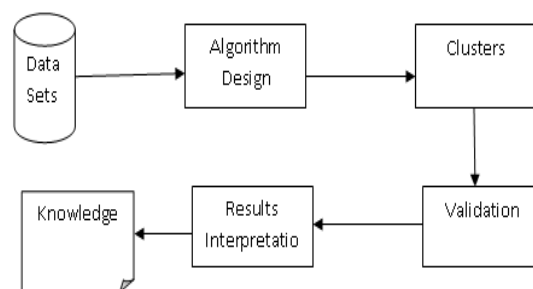 Data
Sets
Algorithm
Design
Clusters
Validation
Results
Interpretatio
Knowledge